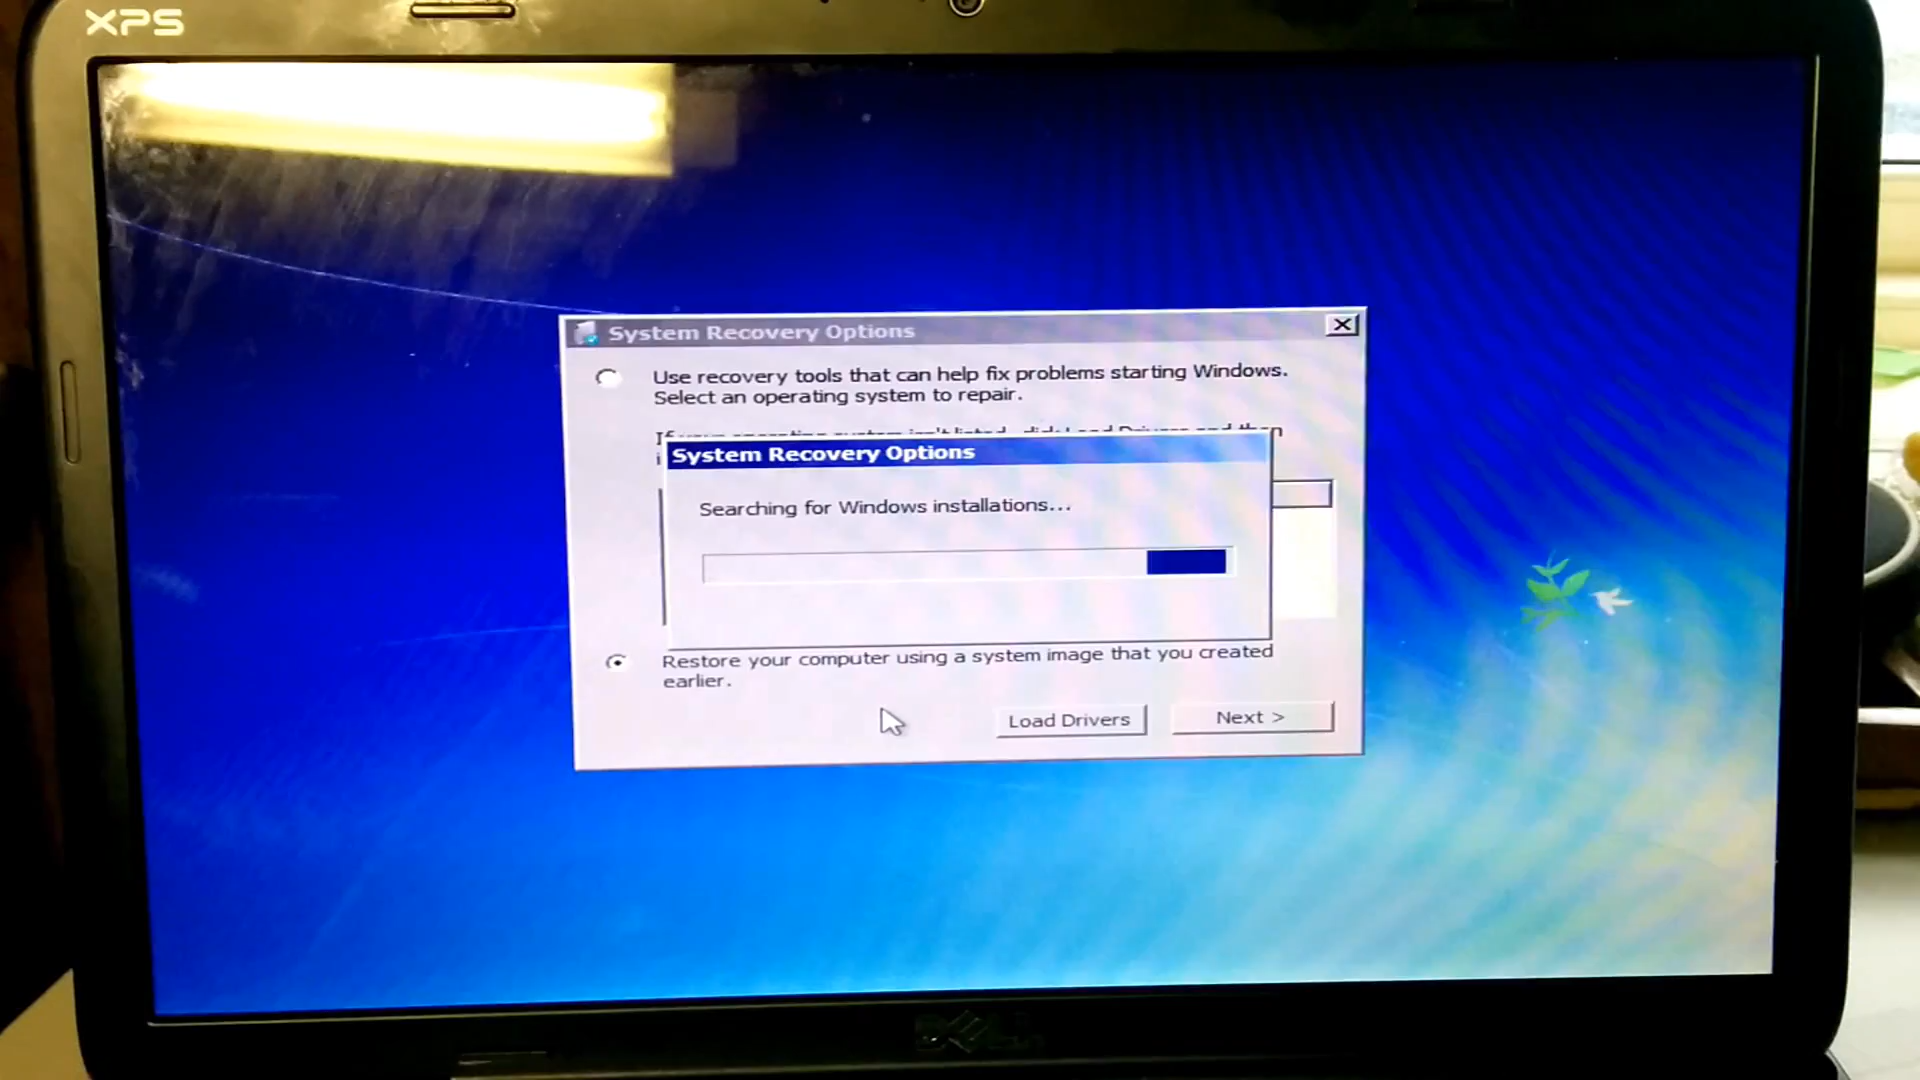 XPS
System Recovery Options
Use recovery tools that can help fix problems starting Windows.
Select an operating system to repair.
System Recovery Options
Searching for Windows installations...
Restore your computer using a system image that you created
earlier.
Load Drivers
Next >
DELL